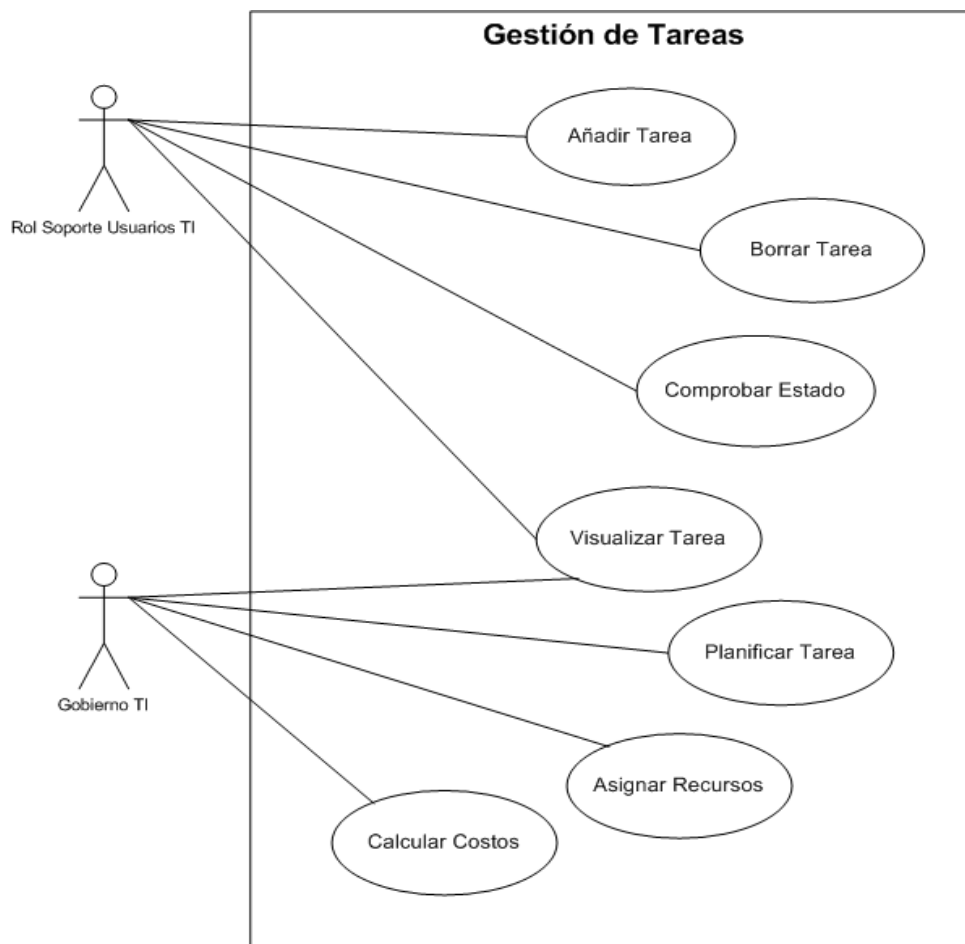 Gestión de Tareas
Añadir Tarea
Rol Soporte Usuarios TI
Borrar Tarea
Comprobar Estado
Visualizar Tarea
Planificar Tarea
Gobierno TI
Asignar Recursos
Calcular Costos